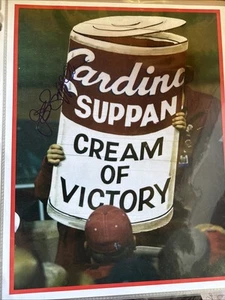 Cardina
SUPPAN
CREAM
OF
VICTORY